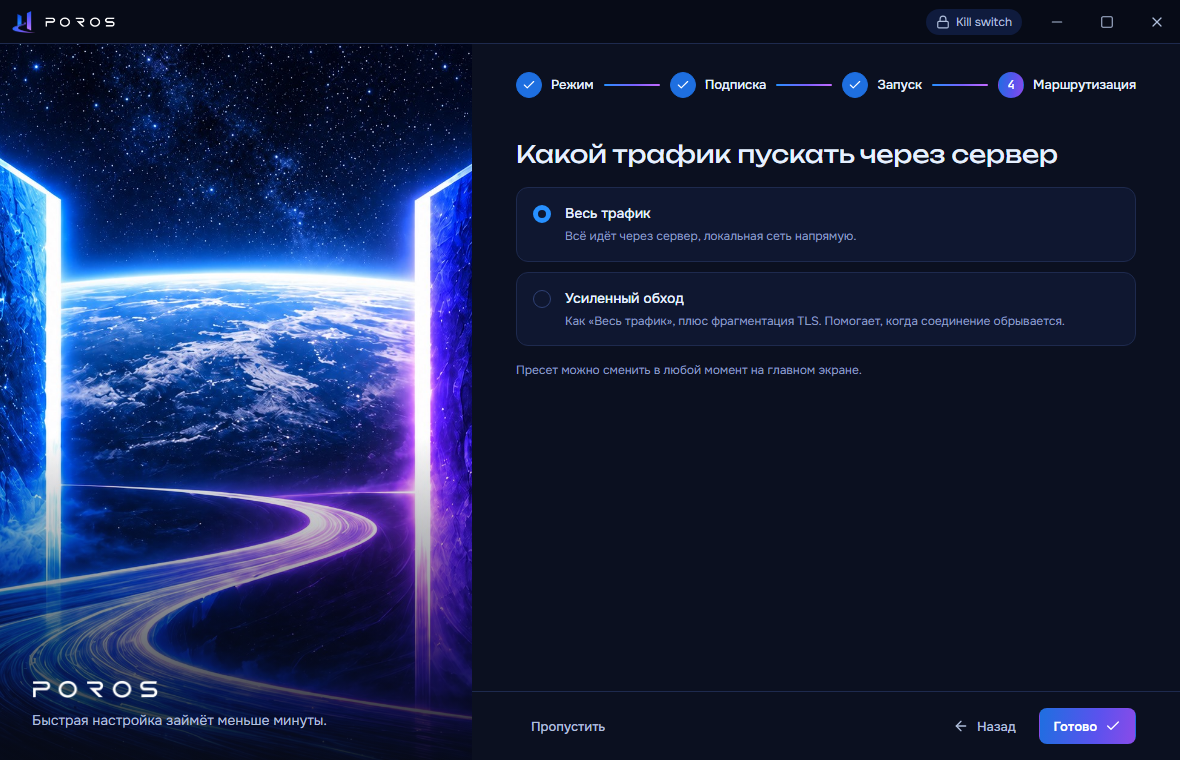 POROS
Kill switch
Режим
Подписка
Запуск
4
Маршрутизация
Какой трафик пускать через сервер
Весь трафик
Всё идёт через сервер, локальная сеть напрямую.
Усиленный обход
Как «Весь трафик», плюс фрагментация TLS. Помогает, когда соединение обрывается.
Пресет можно сменить в любой момент на главном экране.
POROS
Быстрая настройка займёт меньше минуты.
Пропустить
Назад
Готово